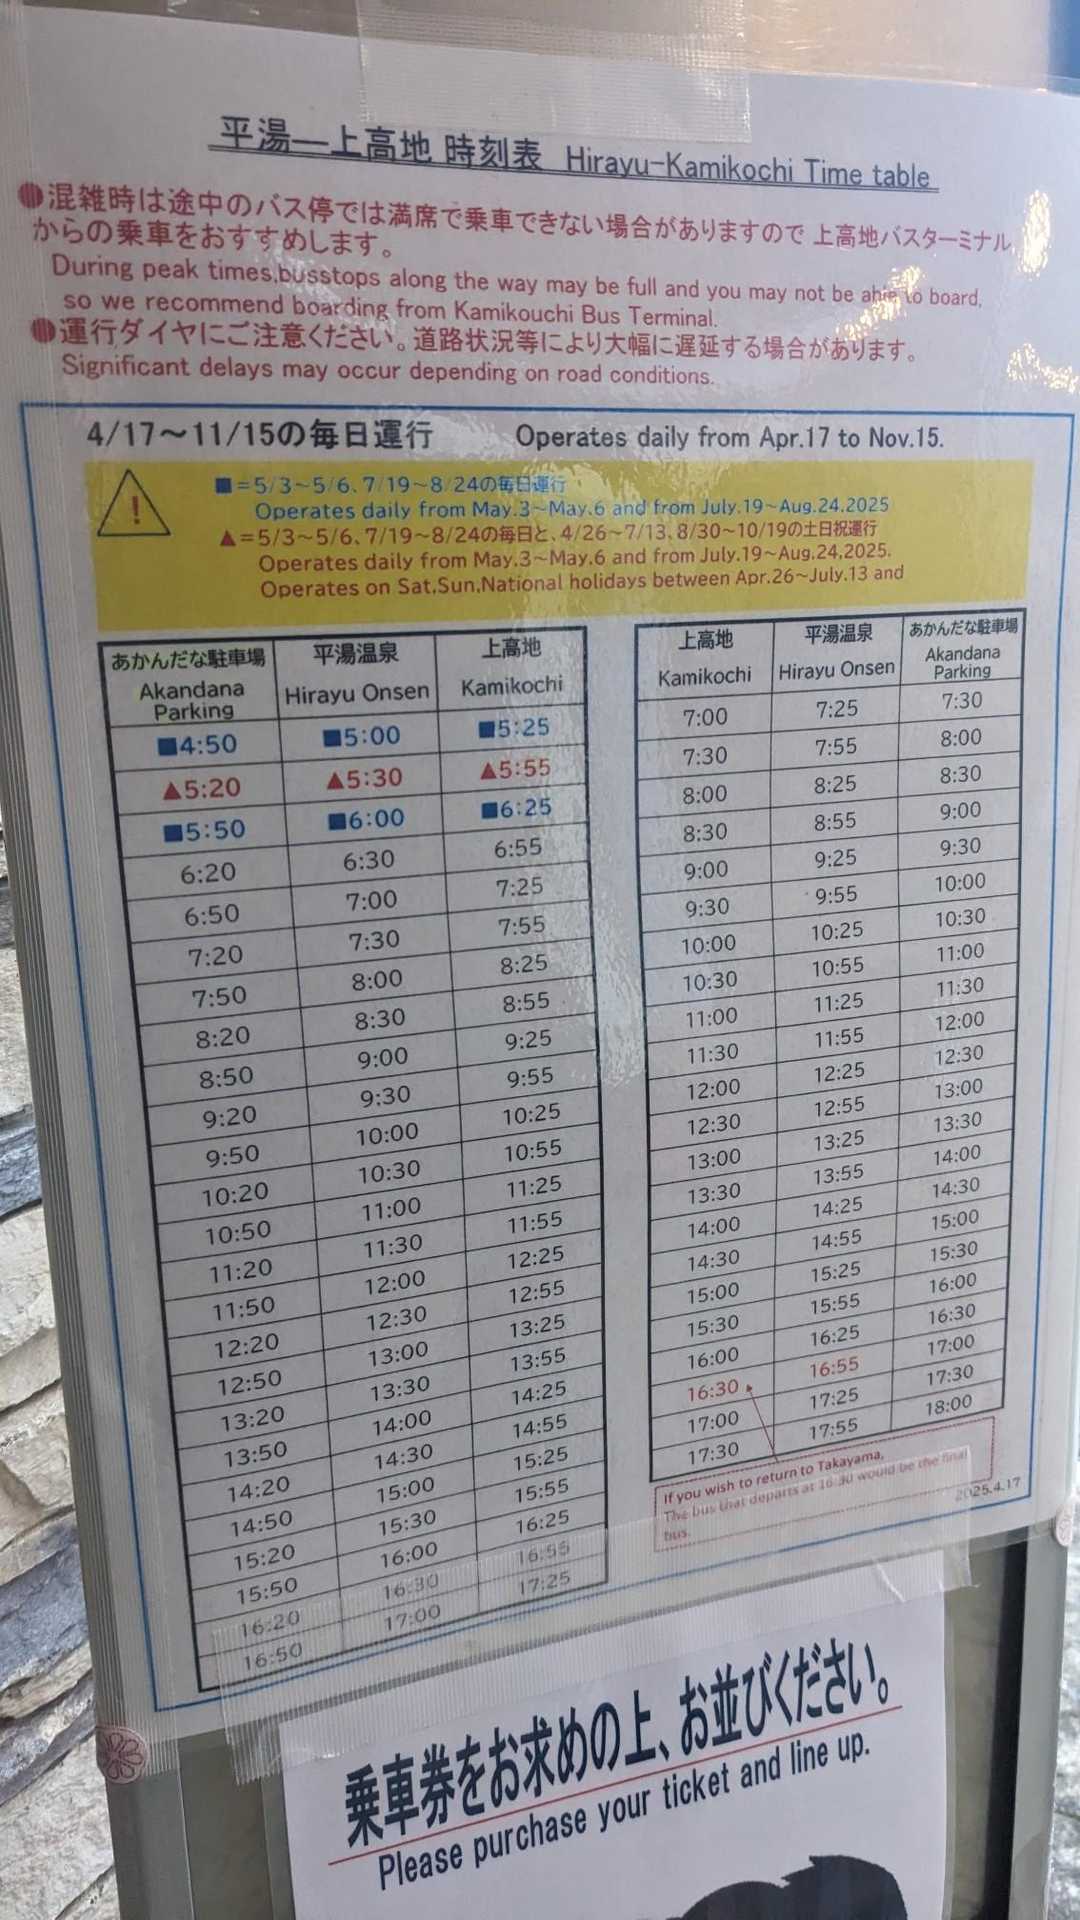 平湯―上高地 時刻表 Hirayu-Kamikochi Time table
●混雑時は途中のバス停では満席で乗車できない場合がありますので 上高地バスターミナル
からの乗車をおすすめします。
During peak times,busstops along the way may be full and you may not be able to board,
so we recommend boarding from Kamikouchi Bus Terminal.
●運行ダイヤにご注意ください。道路状況等により大幅に遅延する場合があります。
Significant delays may occur depending on road conditions.
4/17～11/15の毎日運行 Operates daily from Apr.17 to Nov.15.
!
■=5/3～5/6、7/19～8/24の毎日運行
Operates daily from May.3~May.6 and from July.19~Aug.24,2025
▲=5/3～5/6、7/19～8/24の毎日と、4/26～7/13、8/30～10/19の土日祝運行
Operates daily from May.3~May.6 and from July.19~Aug.24,2025.
Operates on Sat,Sun,National holidays between Apr.26~July.13 and
あかんだな駐車場 平湯温泉 上高地
Akandana Parking Hirayu Onsen Kamikochi
■4:50 ■5:00 ■5:25
▲5:20 ▲5:30 ▲5:55
■5:50 ■6:00 ■6:25
6:20 6:30 6:55
6:50 7:00 7:25
7:20 7:30 7:55
7:50 8:00 8:25
8:20 8:30 8:55
8:50 9:00 9:25
9:20 9:30 9:55
9:50 10:00 10:25
10:20 10:30 10:55
10:50 11:00 11:25
11:20 11:30 11:55
11:50 12:00 12:25
12:20 12:30 12:55
12:50 13:00 13:25
13:20 13:30 13:55
13:50 14:00 14:25
14:20 14:30 14:55
14:50 15:00 15:25
15:20 15:30 15:55
15:50 16:00 16:25
16:20 16:30 16:55
16:50 17:00 17:25
上高地 平湯温泉 あかんだな駐車場
Kamikochi Hirayu Onsen Akandana Parking
7:00 7:25 7:30
7:30 7:55 8:00
8:00 8:25 8:30
8:30 8:55 9:00
9:00 9:25 9:30
9:30 9:55 10:00
10:00 10:25 10:30
10:30 10:55 11:00
11:00 11:25 11:30
11:30 11:55 12:00
12:00 12:25 12:30
12:30 12:55 13:00
13:00 13:25 13:30
13:30 13:55 14:00
14:00 14:25 14:30
14:30 14:55 15:00
15:00 15:25 15:30
15:30 15:55 16:00
16:00 16:25 16:30
16:30 16:55 17:00
17:00 17:25 17:30
17:30 17:55 18:00
If you wish to return to Takayama,
The bus that departs at 16:30 would be the final
bus.
2025.4.17
乗車券をお求めの上、お並びください。
Please purchase your ticket and line up.